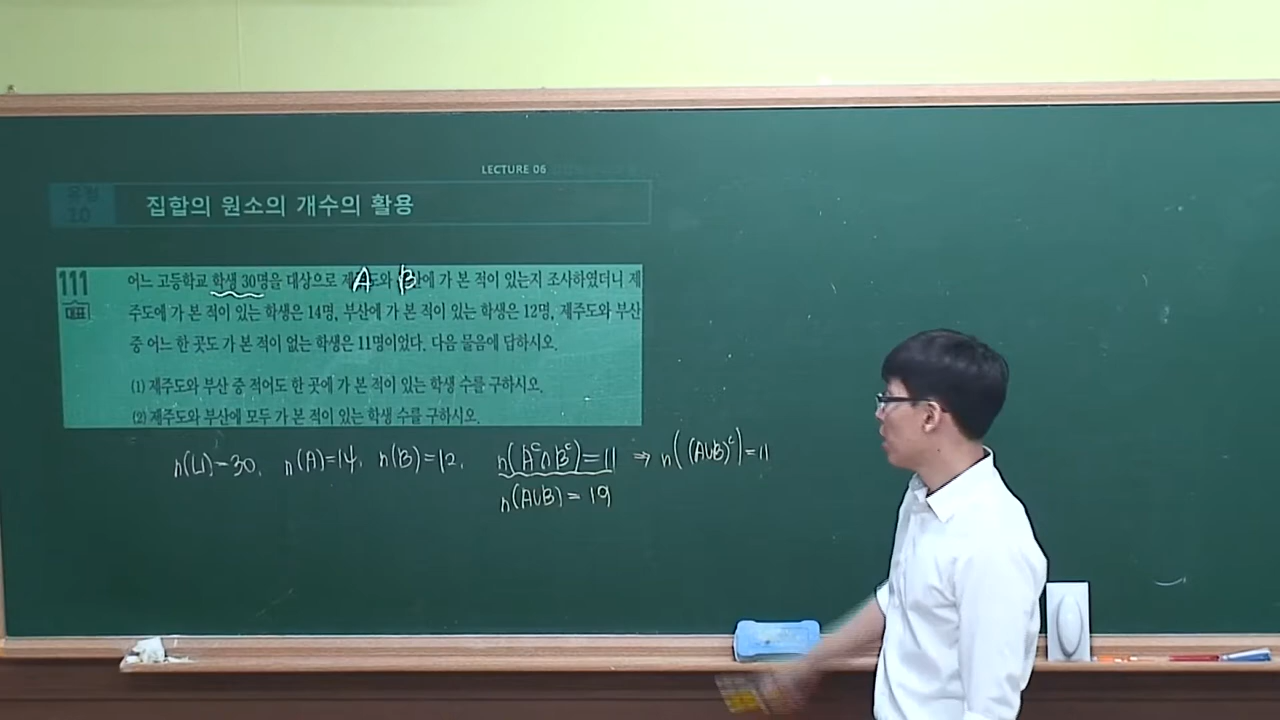 LECTURE 06
유형
10
집합의 원소의 개수의 활용
111
대표
어느 고등학교 학생 30명을 대상으로 제A도와 B산에 가 본 적이 있는지 조사하였더니 제
주도에 가 본 적이 있는 학생은 14명, 부산에 가 본 적이 있는 학생은 12명, 제주도와 부산
중 어느 한 곳도 가 본 적이 없는 학생은 11명이었다. 다음 물음에 답하시오.
(1) 제주도와 부산 중 적어도 한 곳에 가 본 적이 있는 학생 수를 구하시오.
(2) 제주도와 부산에 모두 가 본 적이 있는 학생 수를 구하시오.
n(U)=30, n(A)=14, n(B)=12, n(Aᶜ∩Bᶜ)=11 ⇒ n((A∪B)ᶜ)=11
n(A∪B)=19